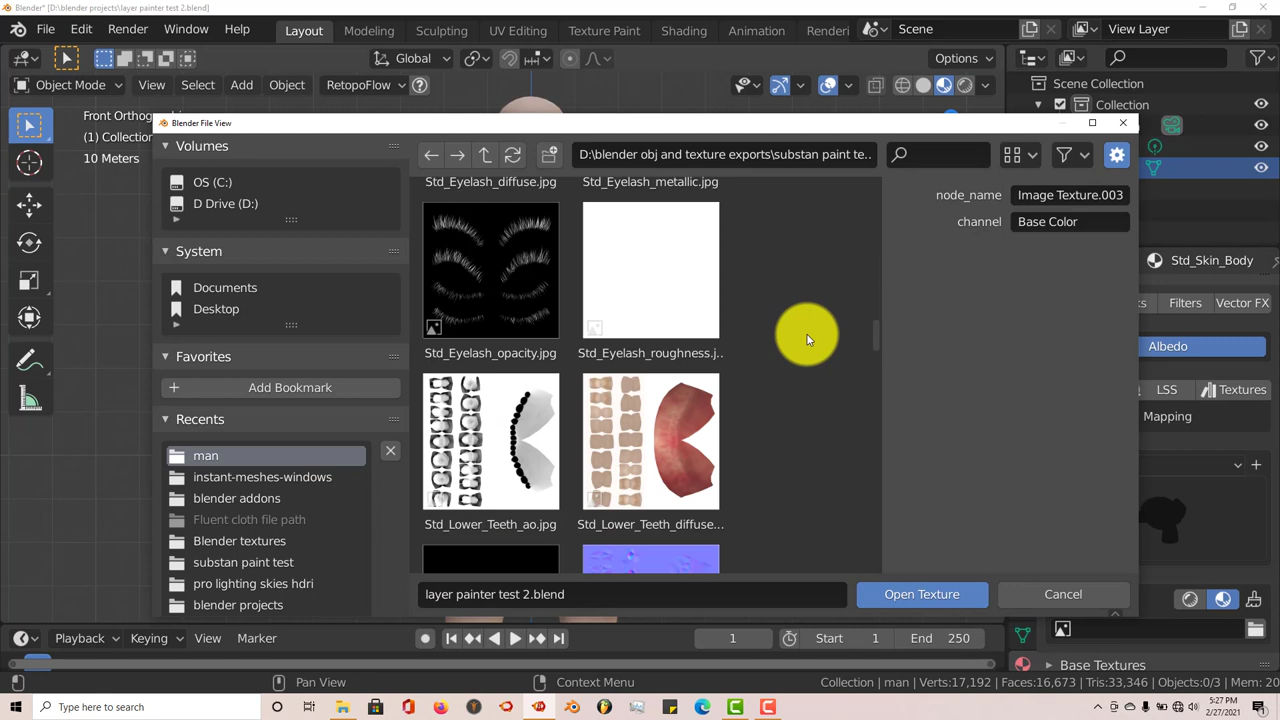 Blender* [D:\blender projects\layer painter test 2.blend]
File Edit Render Window Help Layout Modeling Sculpting UV Editing Texture Paint Shading Animation Renderi Scene View Layer
Global Options
Object Mode View Select Add Object RetopoFlow
Scene Collection
Collection
Front Orthogra
(1) Collection
10 Meters
Blender File View
Volumes
OS (C:)
D Drive (D:)
System
Documents
Desktop
Favorites
Add Bookmark
Recents
man
instant-meshes-windows
blender addons
Fluent cloth file path
Blender textures
substan paint test
pro lighting skies hdri
blender projects
D:\blender obj and texture exports\substan paint te..
Std_Eyelash_diffuse.jpg Std_Eyelash_metallic.jpg
Std_Eyelash_opacity.jpg Std_Eyelash_roughness.j..
Std_Lower_Teeth_ao.jpg Std_Lower_Teeth_diffuse...
node_name Image Texture.003
channel Base Color
layer painter test 2.blend Open Texture Cancel
Std_Skin_Body
ks Filters Vector FX
Albedo
LSS Textures
Mapping
Base Textures
Playback Keying View Marker 1 Start 1 End 250
Pan View Context Menu Collection | man | Verts:17,192 | Faces:16,673 | Tris:33,346 | Objects:0/3 | Mem: 20
Type here to search
5:27 PM
2/27/2021